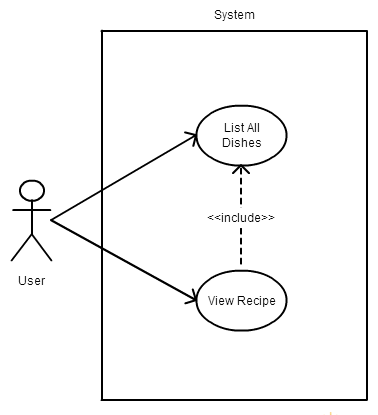 System
List All
Dishes
<<include>>
User
View Recipe